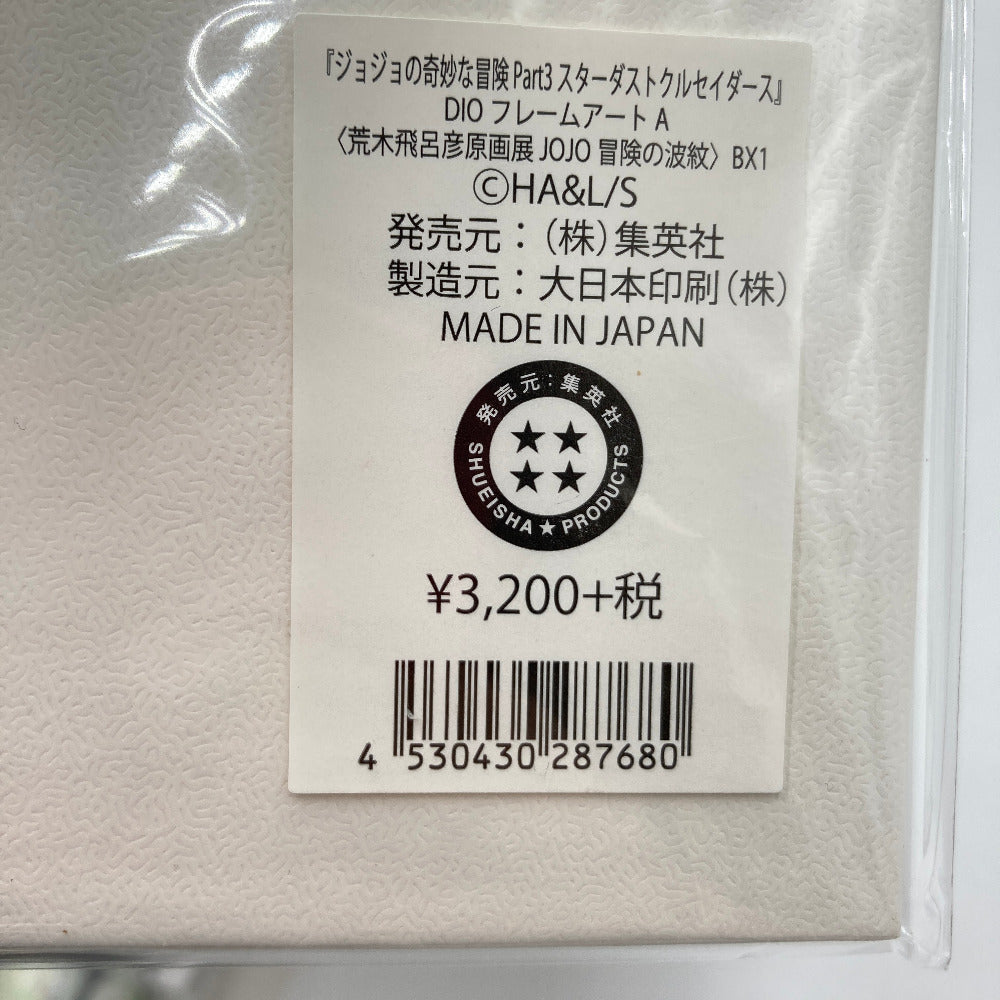 『ジョジョの奇妙な冒険 Part3 スターダストクルセイダース』
DIO フレームアート A
〈荒木飛呂彦原画展 JOJO 冒険の波紋〉 BX1
©HA&L/S
発売元：（株）集英社
製造元：大日本印刷（株）
MADE IN JAPAN
発売元：集英社
SHUEISHA★PRODUCTS
¥3,200+税
4 530430 287680